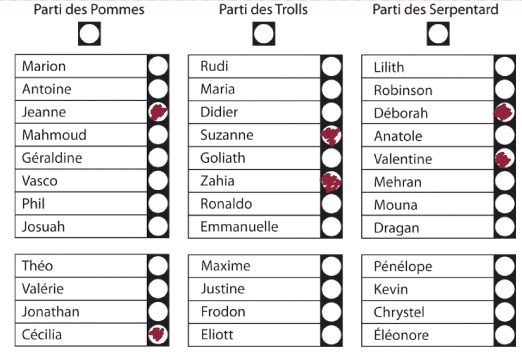 Parti des Pommes
Marion
Antoine
Jeanne
Mahmoud
Géraldine
Vasco
Phil
Josuah
Théo
Valérie
Jonathan
Cécilia
Parti des Trolls
Rudi
Maria
Didier
Suzanne
Goliath
Zahia
Ronaldo
Emmanuelle
Maxime
Justine
Frodon
Eliott
Parti des Serpentard
Lilith
Robinson
Déborah
Anatole
Valentine
Mehran
Mouna
Dragan
Pénélope
Kevin
Chrystel
Éléonore